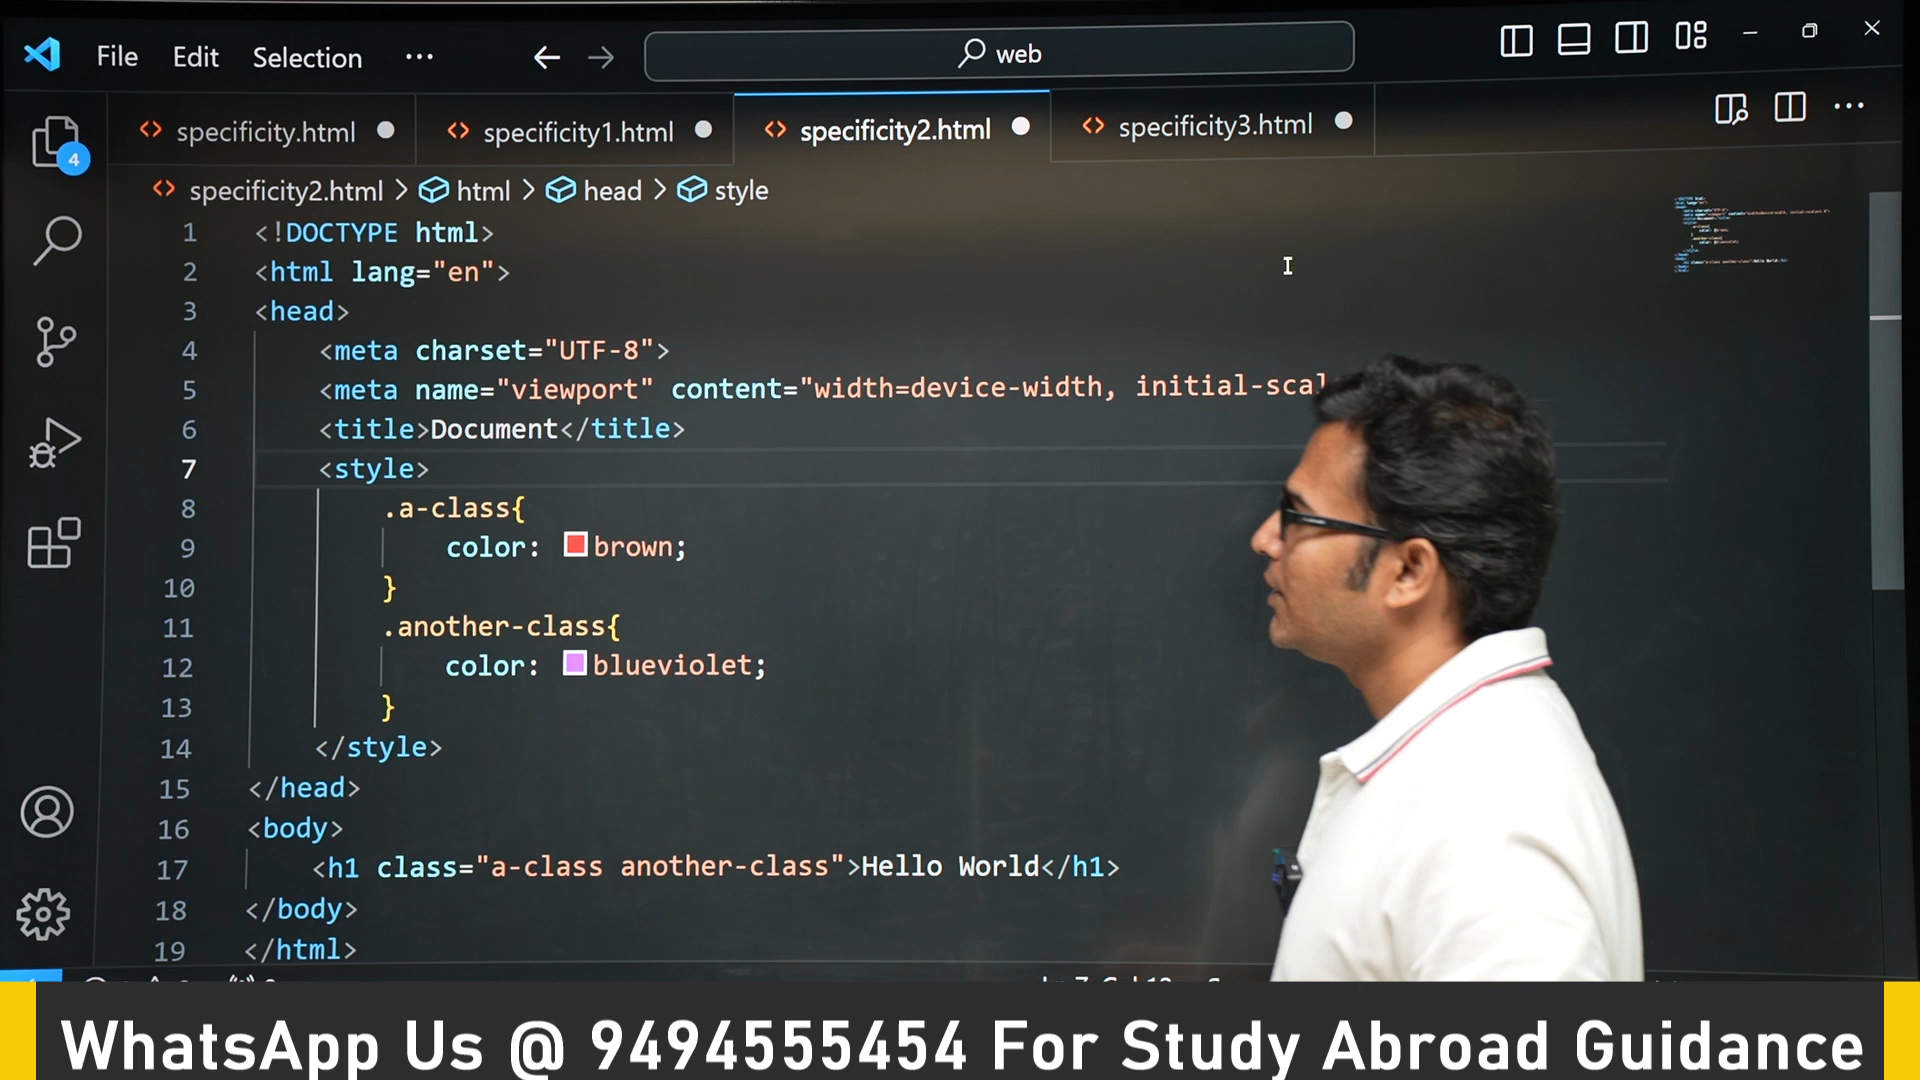 File Edit Selection ...
web
specificity.html specificity1.html specificity2.html specificity3.html
4
specificity2.html > html > head > style
1 <!DOCTYPE html>
2 <html lang="en">
3 <head>
4 <meta charset="UTF-8">
5 <meta name="viewport" content="width=device-width, initial-scal
6 <title>Document</title>
7 <style>
8 .a-class{
9 color: brown;
10 }
11 .another-class{
12 color: blueviolet;
13 }
14 </style>
15 </head>
16 <body>
17 <h1 class="a-class another-class">Hello World</h1>
18 </body>
19 </html>
WhatsApp Us @ 9494555454 For Study Abroad Guidance